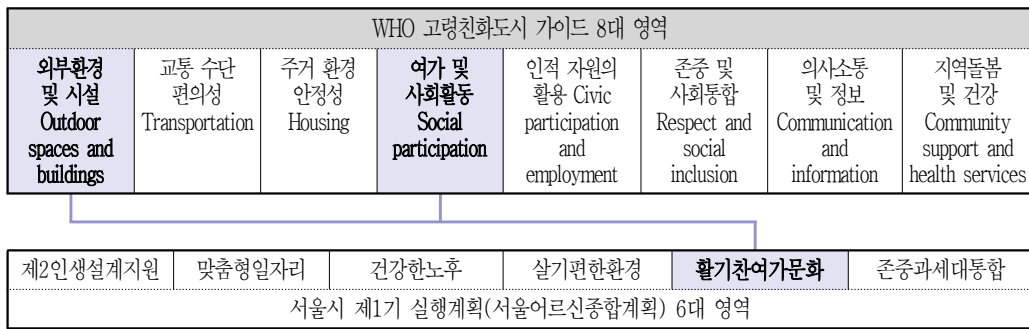 WHO 고령친화도시 가이드 8대 영역
외부환경
및 시설
Outdoor
spaces and
buildings
교통 수단
편의성
Transportation
주거 환경
안정성
Housing
여가 및
사회활동
Social
participation
인적 자원의
활용 Civic
participation
and
employment
존중 및
사회통합
Respect and
social
inclusion
의사소통
및 정보
Communication
and
information
지역돌봄
및 건강
Community
support and
health services
제2인생설계지원
맞춤형일자리
건강한노후
살기편한환경
활기찬여가문화
존중과세대통합
서울시 제1기 실행계획(서울어르신종합계획) 6대 영역